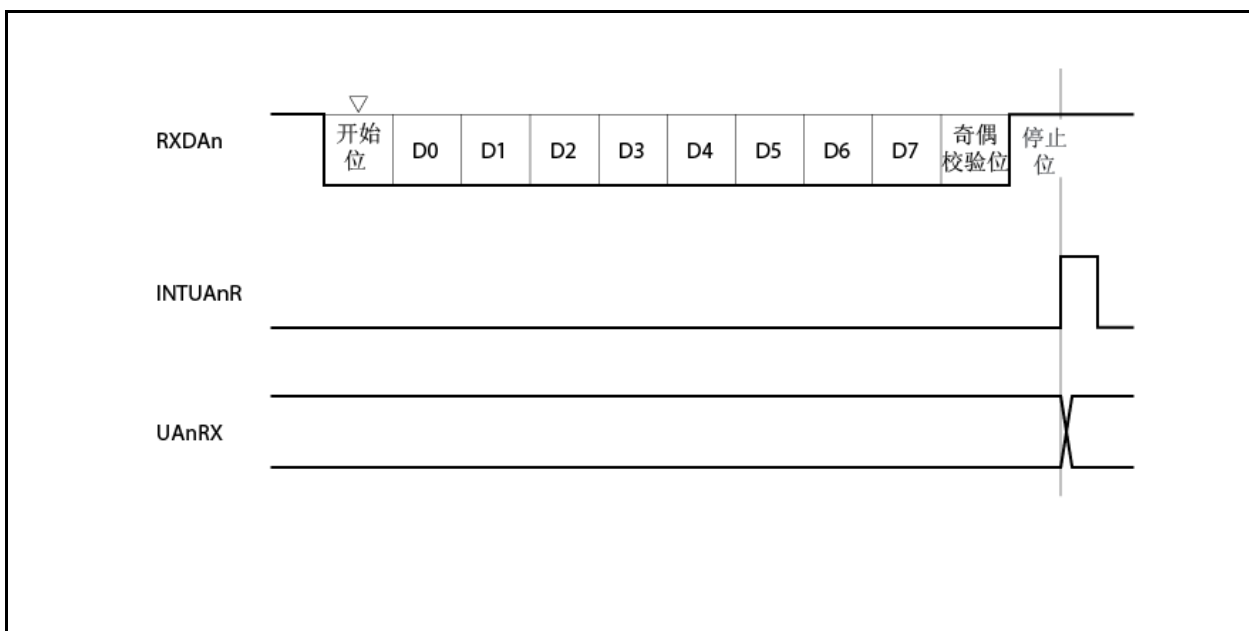 RXDAn
开始
位
D0
D1
D2
D3
D4
D5
D6
D7
奇偶
校验位
停止
位
INTUAnR
UAnRX